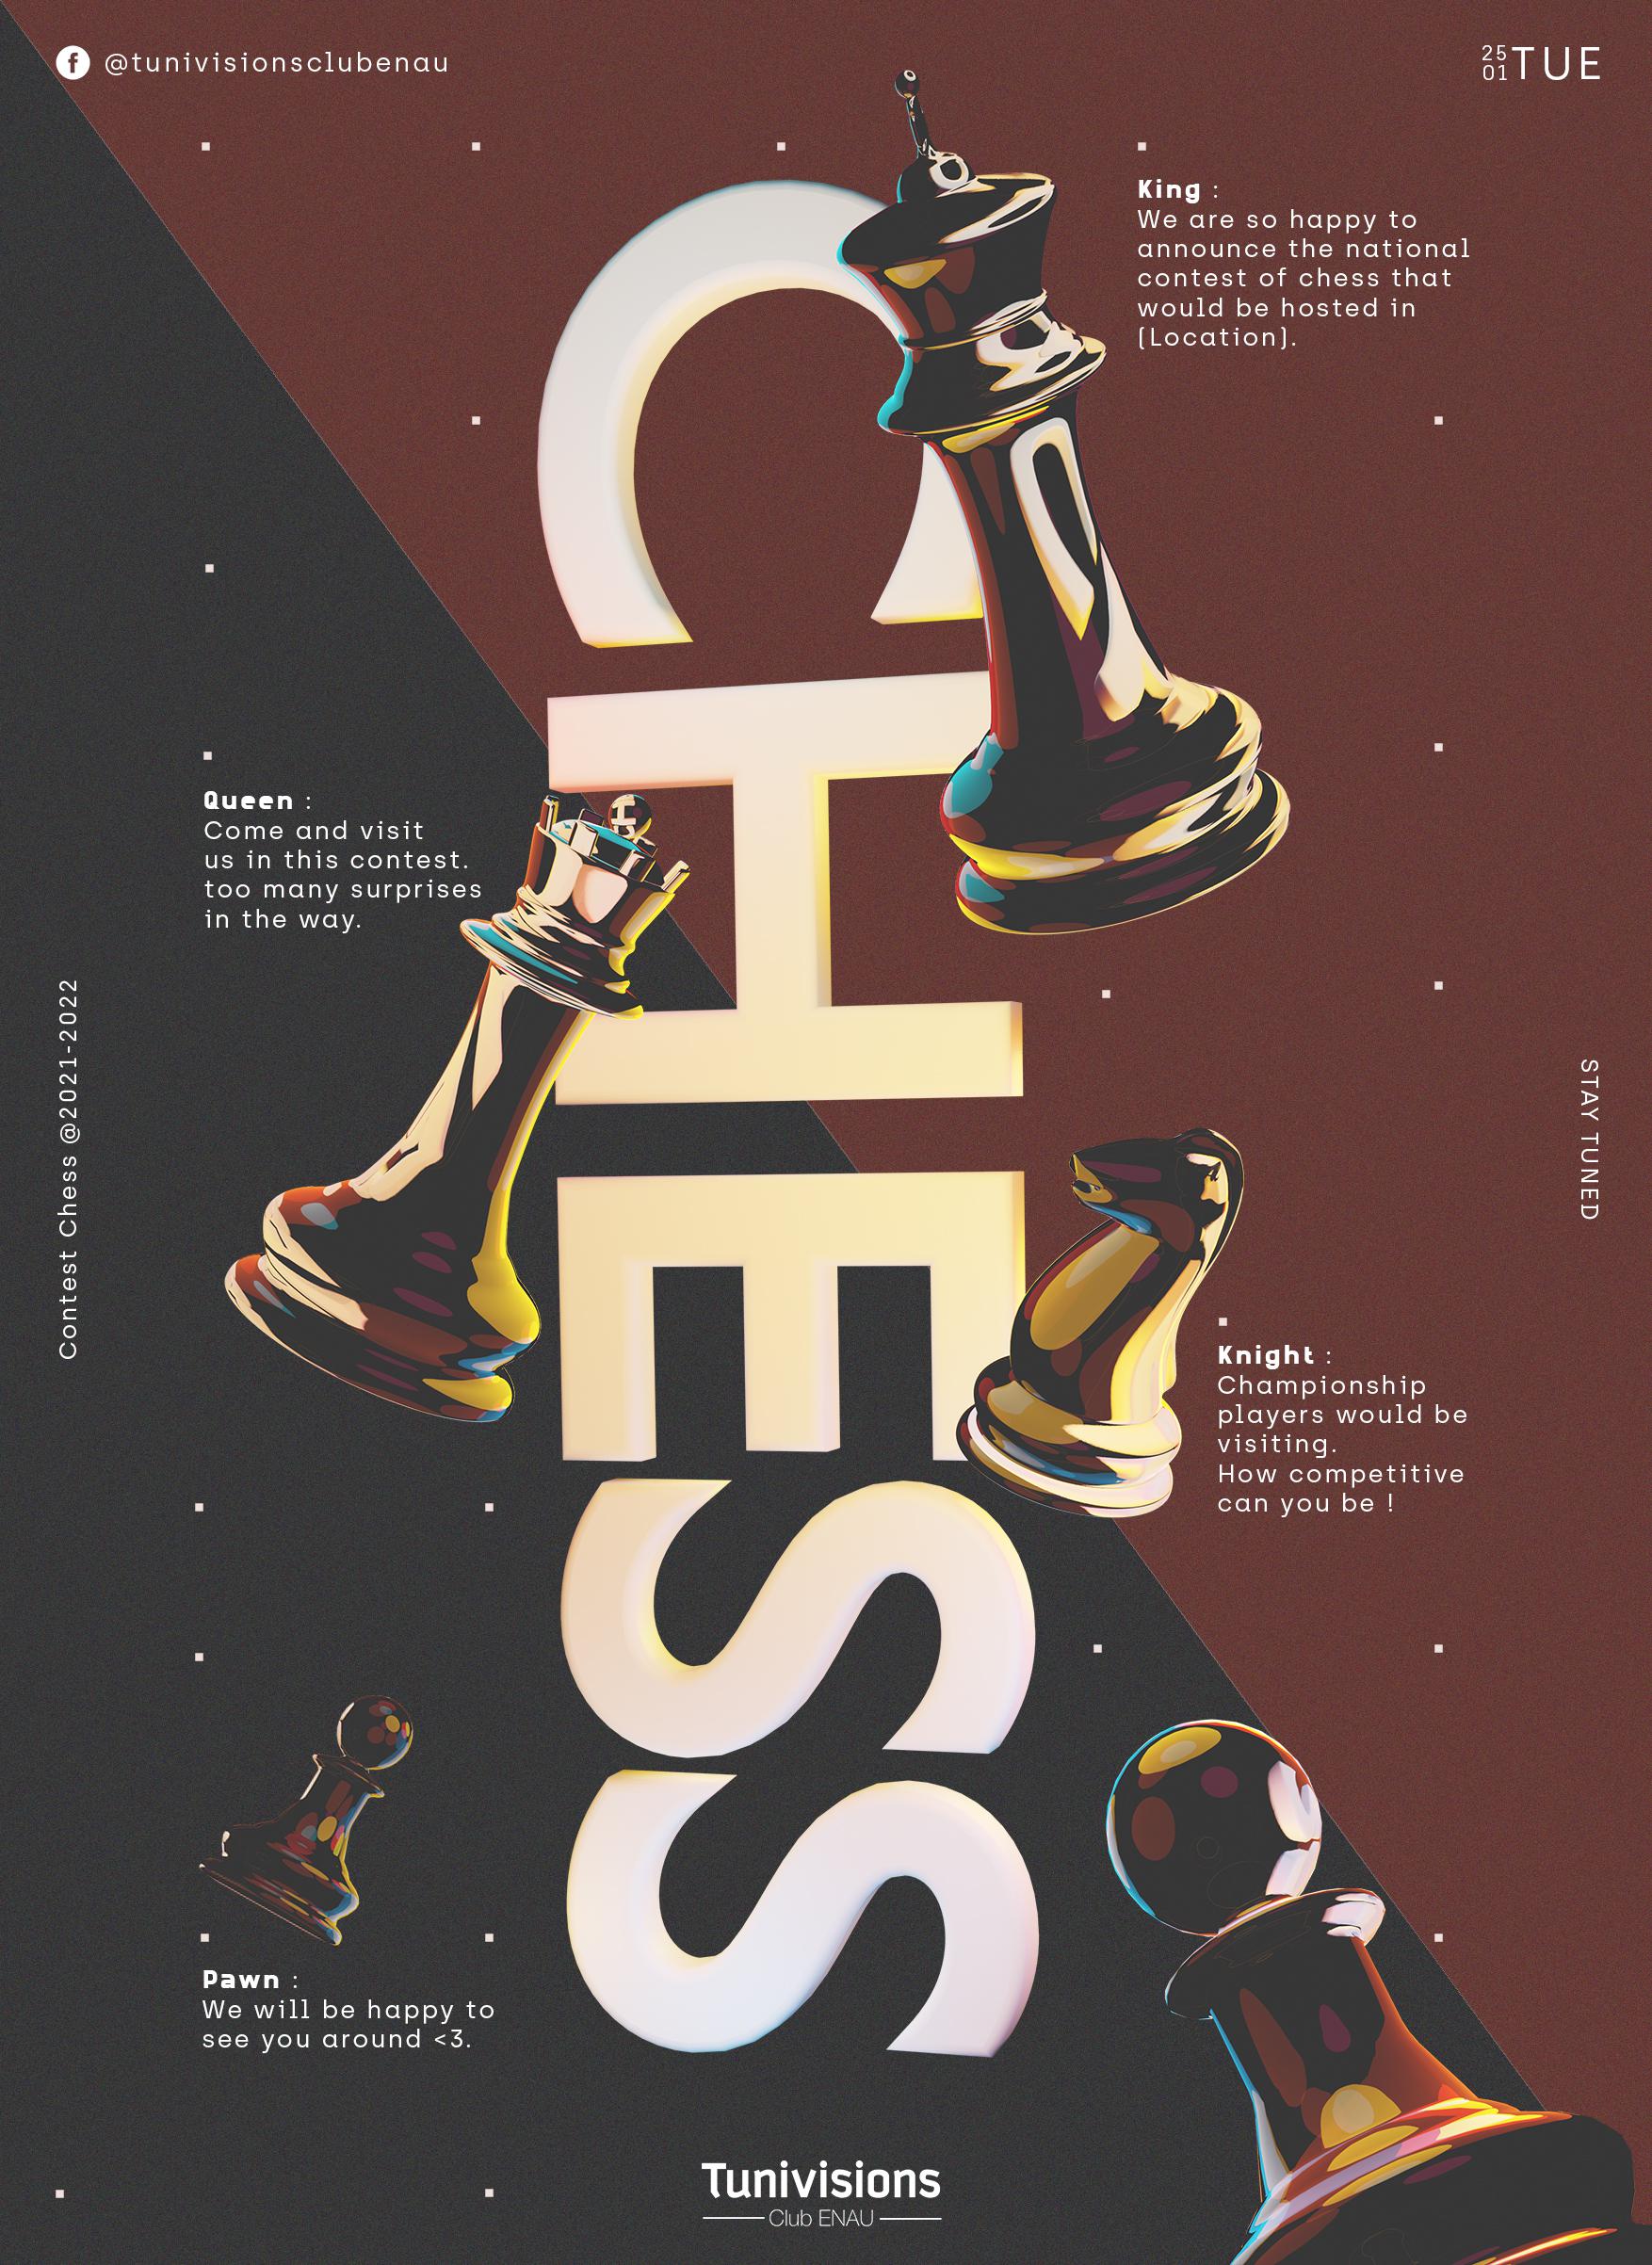 @tunivisionsclubenau
25
01
TUE
King :
We are so happy to
announce the national
contest of chess that
would be hosted in
(Location).
CHESS
Queen :
Come and visit
us in this contest.
too many surprises
in the way.
Contest Chess @2021-2022
STAY TUNED
Knight :
Championship
players would be
visiting.
How competitive
can you be !
Pawn :
We will be happy to
see you around <3.
Tunivisions
Club ENAU